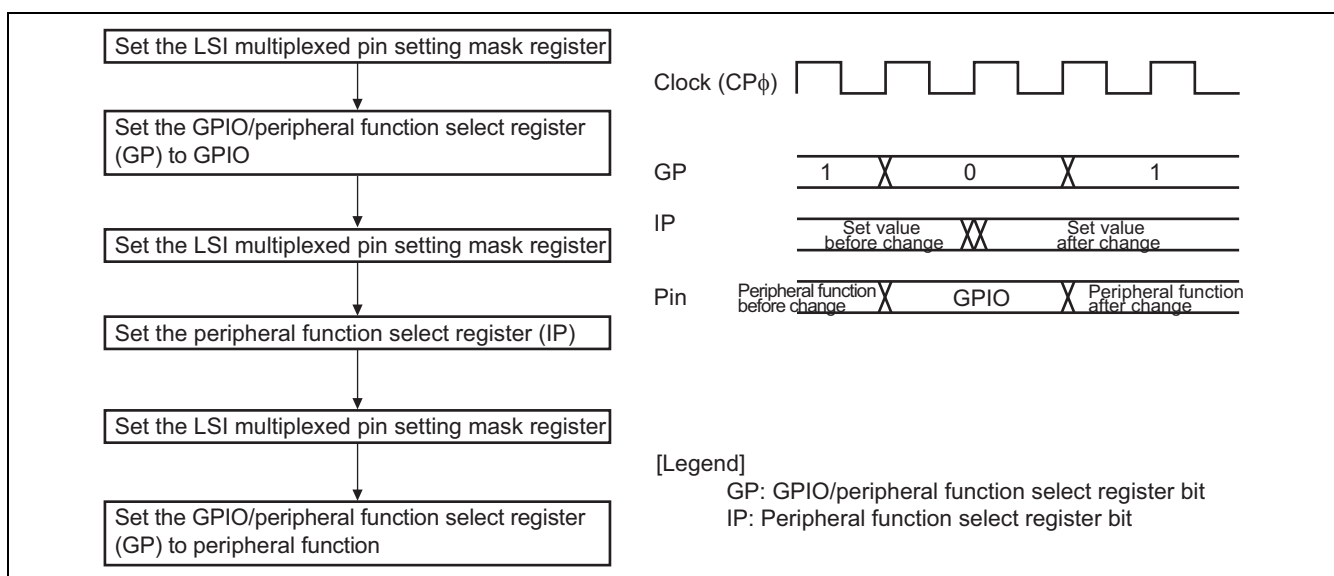 Set the LSI multiplexed pin setting mask register
Set the GPIO/peripheral function select register
(GP) to GPIO
Set the LSI multiplexed pin setting mask register
Set the peripheral function select register (IP)
Set the LSI multiplexed pin setting mask register
Set the GPIO/peripheral function select register
(GP) to peripheral function
Clock (CPϕ)
GP
1
0
1
IP
Set value
before change
Set value
after change
Pin
Peripheral function
before change
GPIO
Peripheral function
after change
[Legend]
GP: GPIO/peripheral function select register bit
IP: Peripheral function select register bit